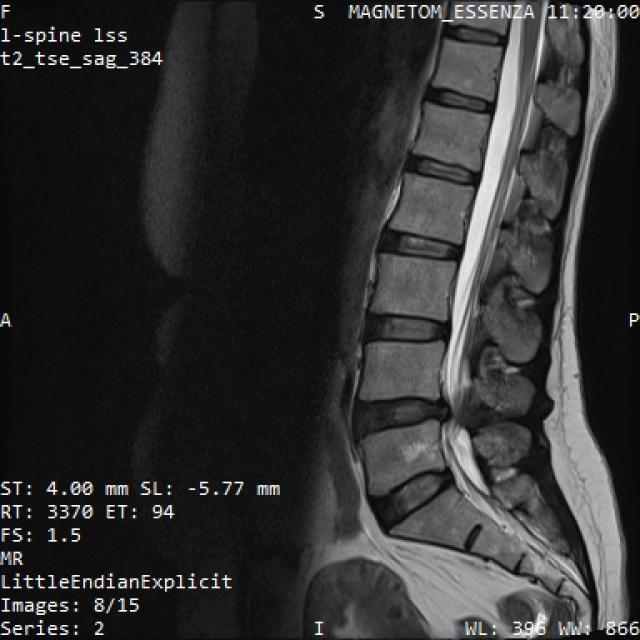 F
S MAGNETOM_ESSENZA 11:20:00
l-spine lss
t2_tse_sag_384
A
P
ST: 4.00 mm SL: -5.77 mm
RT: 3370 ET: 94
FS: 1.5
MR
LittleEndianExplicit
Images: 8/15
Series: 2
I
WL: 396 WW: 866